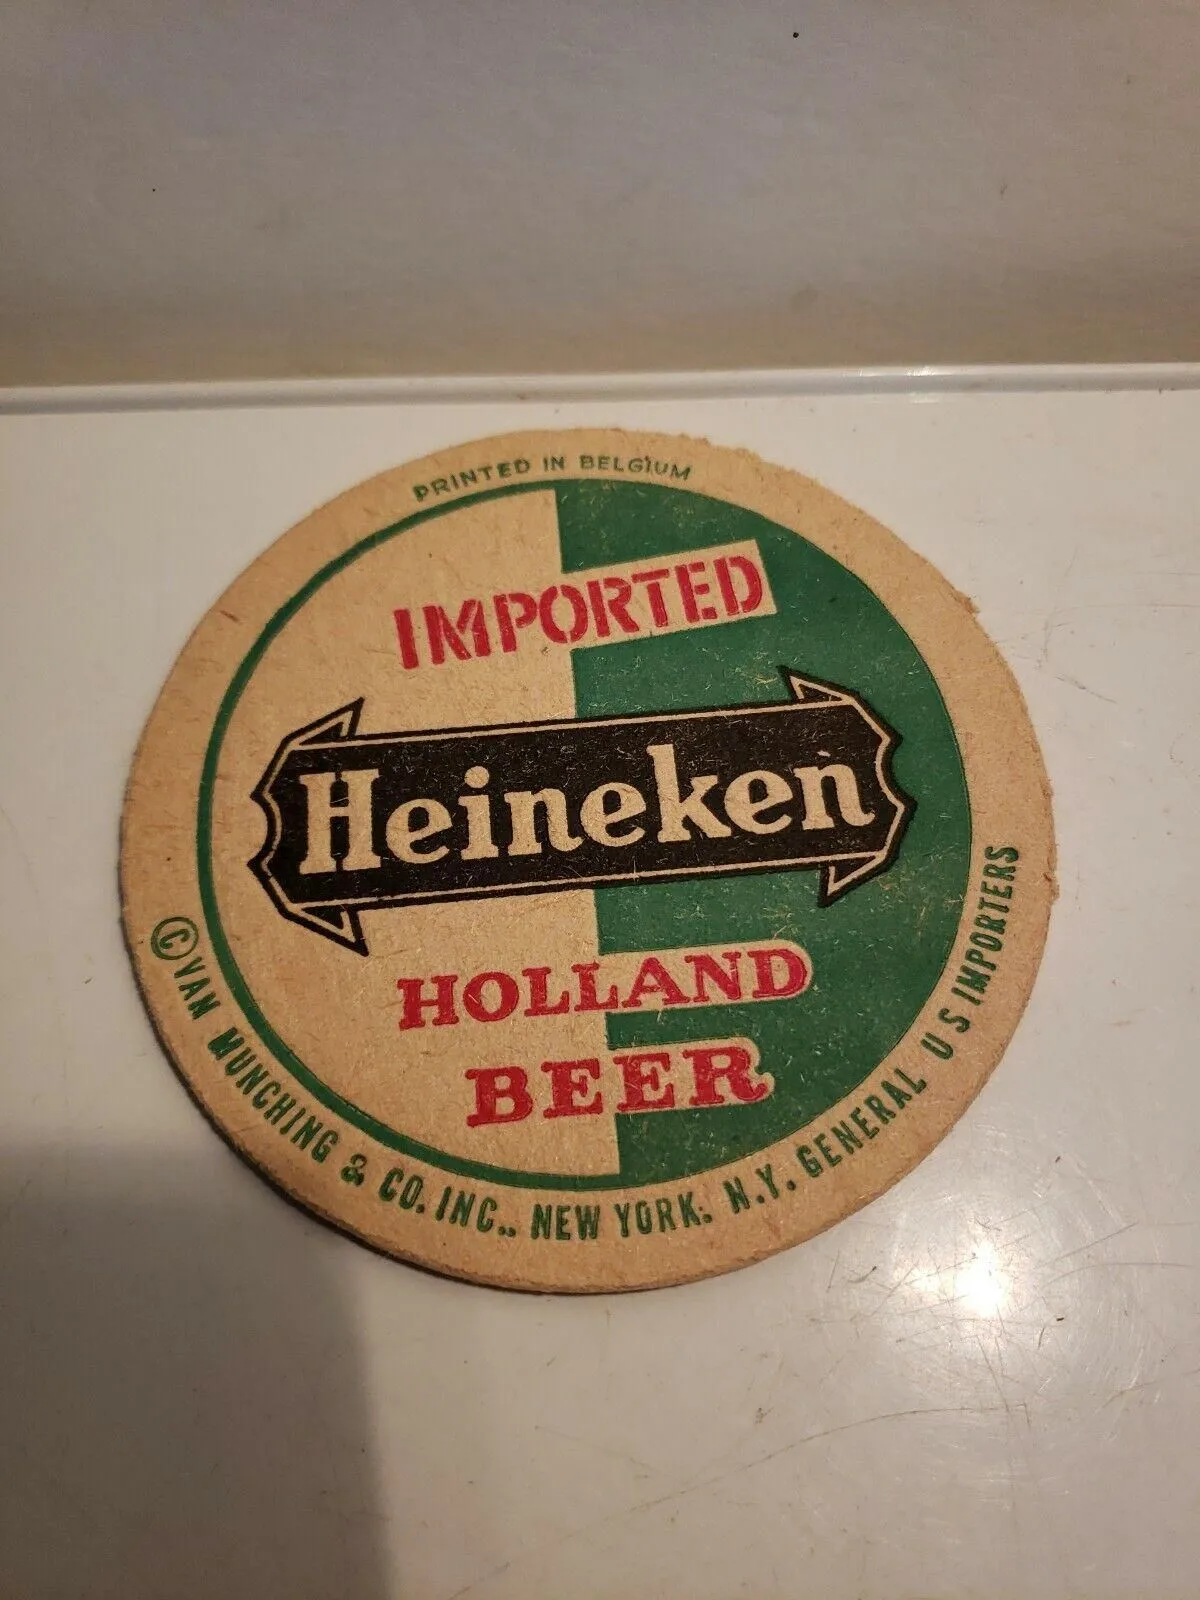 PRINTED IN BELGIUM
IMPORTED
Heineken
HOLLAND
BEER
©VAN MUNCHING & CO. INC., NEW YORK, N.Y. GENERAL U S IMPORTERS